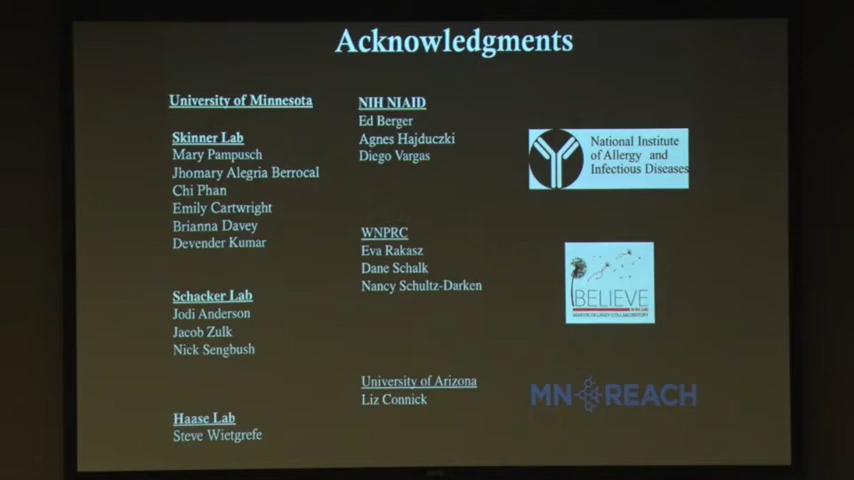 Acknowledgments
University of Minnesota
Skinner Lab
Mary Pampusch
Jhomary Alegria Berrocal
Chi Phan
Emily Cartwright
Brianna Davey
Devender Kumar
Schacker Lab
Jodi Anderson
Jacob Zulk
Nick Sengbush
Haase Lab
Steve Wietgrefe
NIH NIAID
Ed Berger
Agnes Hajduczki
Diego Vargas
WNPRC
Eva Rakasz
Dane Schalk
Nancy Schultz-Darken
University of Arizona
Liz Connick
National Institute
of Allergy and
Infectious Diseases
BELIEVE
MARTIN DELANEY COLLABORATORY
MN REACH